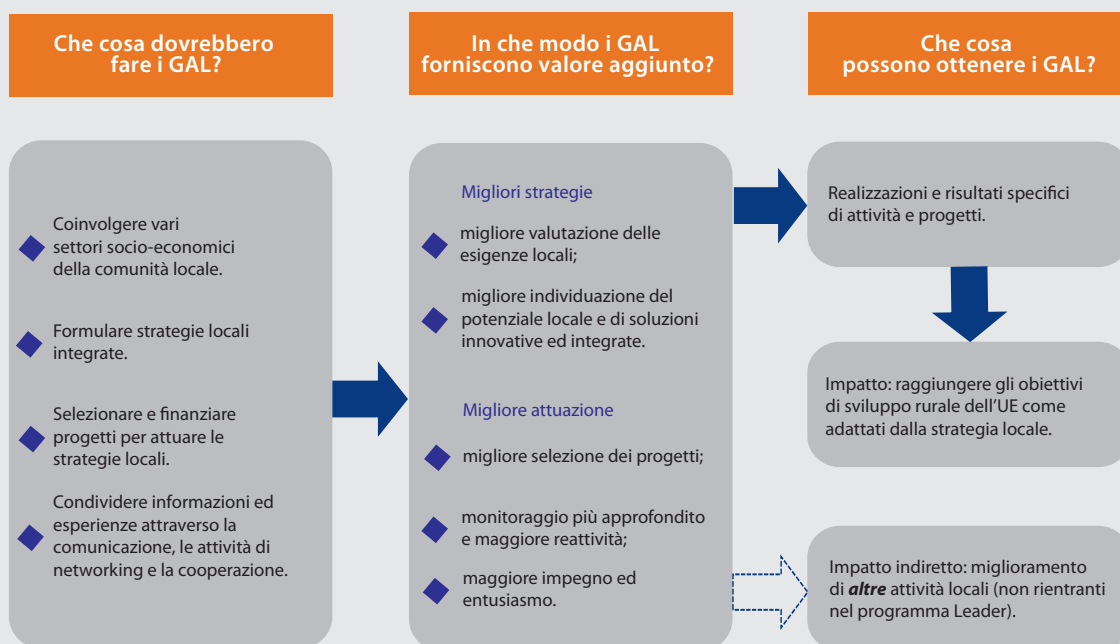 Che cosa dovrebbero
fare i GAL?
In che modo i GAL
forniscono valore aggiunto?
Che cosa
possono ottenere i GAL?
Coinvolgere vari
settori socio-economici
della comunità locale.
Formulare strategie locali
integrate.
Selezionare e finanziare
progetti per attuare le
strategie locali.
Condividere informazioni ed
esperienze attraverso la
comunicazione, le attività di
networking e la cooperazione.
Migliori strategie
migliore valutazione delle
esigenze locali;
migliore individuazione del
potenziale locale e di soluzioni
innovative ed integrate.
Migliore attuazione
migliore selezione dei progetti;
monitoraggio più approfondito
e maggiore reattività;
maggiore impegno ed
entusiasmo.
Realizzazioni e risultati specifici
di attività e progetti.
Impatto: raggiungere gli obiettivi
di sviluppo rurale dell'UE come
adattati dalla strategia locale.
Impatto indiretto: miglioramento
di altre attività locali (non rientranti
nel programma Leader).